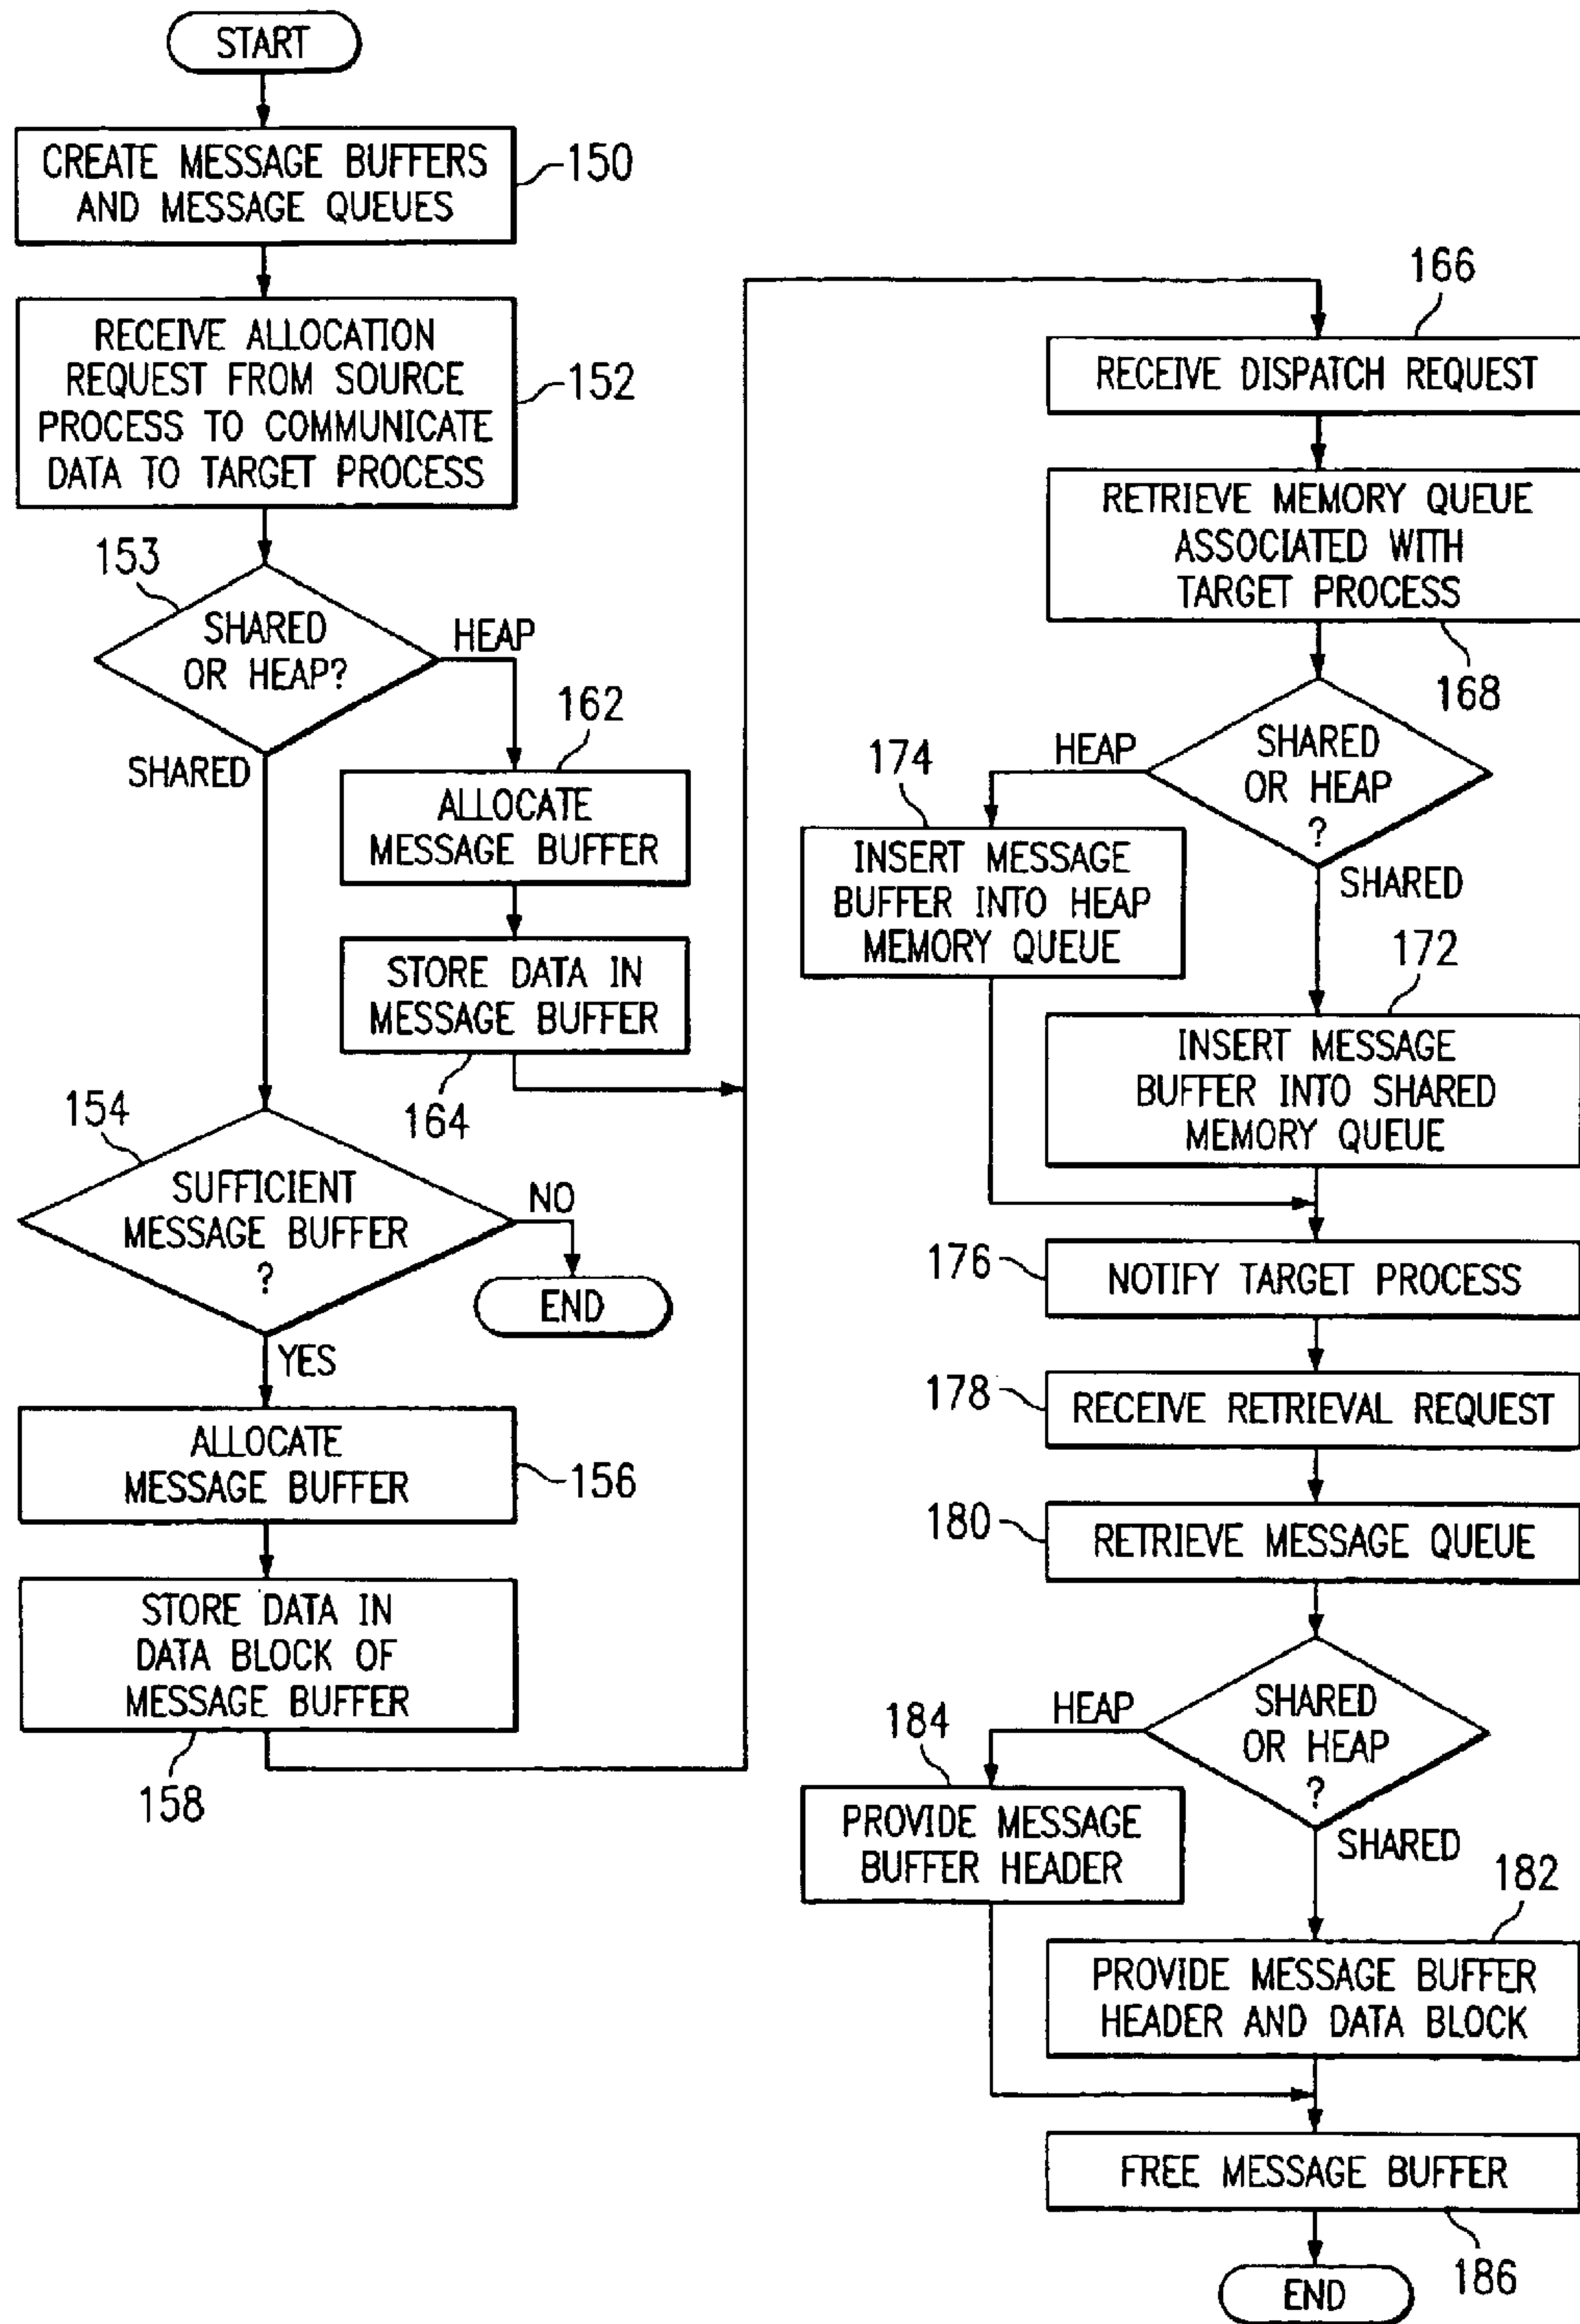 START
CREATE MESSAGE BUFFERS
AND MESSAGE QUEUES
150
RECEIVE ALLOCATION
REQUEST FROM SOURCE
PROCESS TO COMMUNICATE
DATA TO TARGET PROCESS
152
153
SHARED
OR HEAP?
HEAP
SHARED
162
ALLOCATE
MESSAGE BUFFER
STORE DATA IN
MESSAGE BUFFER
164
154
SUFFICIENT
MESSAGE BUFFER
?
NO
END
YES
ALLOCATE
MESSAGE BUFFER
156
STORE DATA IN
DATA BLOCK OF
MESSAGE BUFFER
158
166
RECEIVE DISPATCH REQUEST
RETRIEVE MEMORY QUEUE
ASSOCIATED WITH
TARGET PROCESS
168
SHARED
OR HEAP
?
HEAP
SHARED
174
INSERT MESSAGE
BUFFER INTO HEAP
MEMORY QUEUE
172
INSERT MESSAGE
BUFFER INTO SHARED
MEMORY QUEUE
176
NOTIFY TARGET PROCESS
178
RECEIVE RETRIEVAL REQUEST
180
RETRIEVE MESSAGE QUEUE
SHARED
OR HEAP
?
HEAP
SHARED
184
PROVIDE MESSAGE
BUFFER HEADER
182
PROVIDE MESSAGE BUFFER
HEADER AND DATA BLOCK
FREE MESSAGE BUFFER
186
END